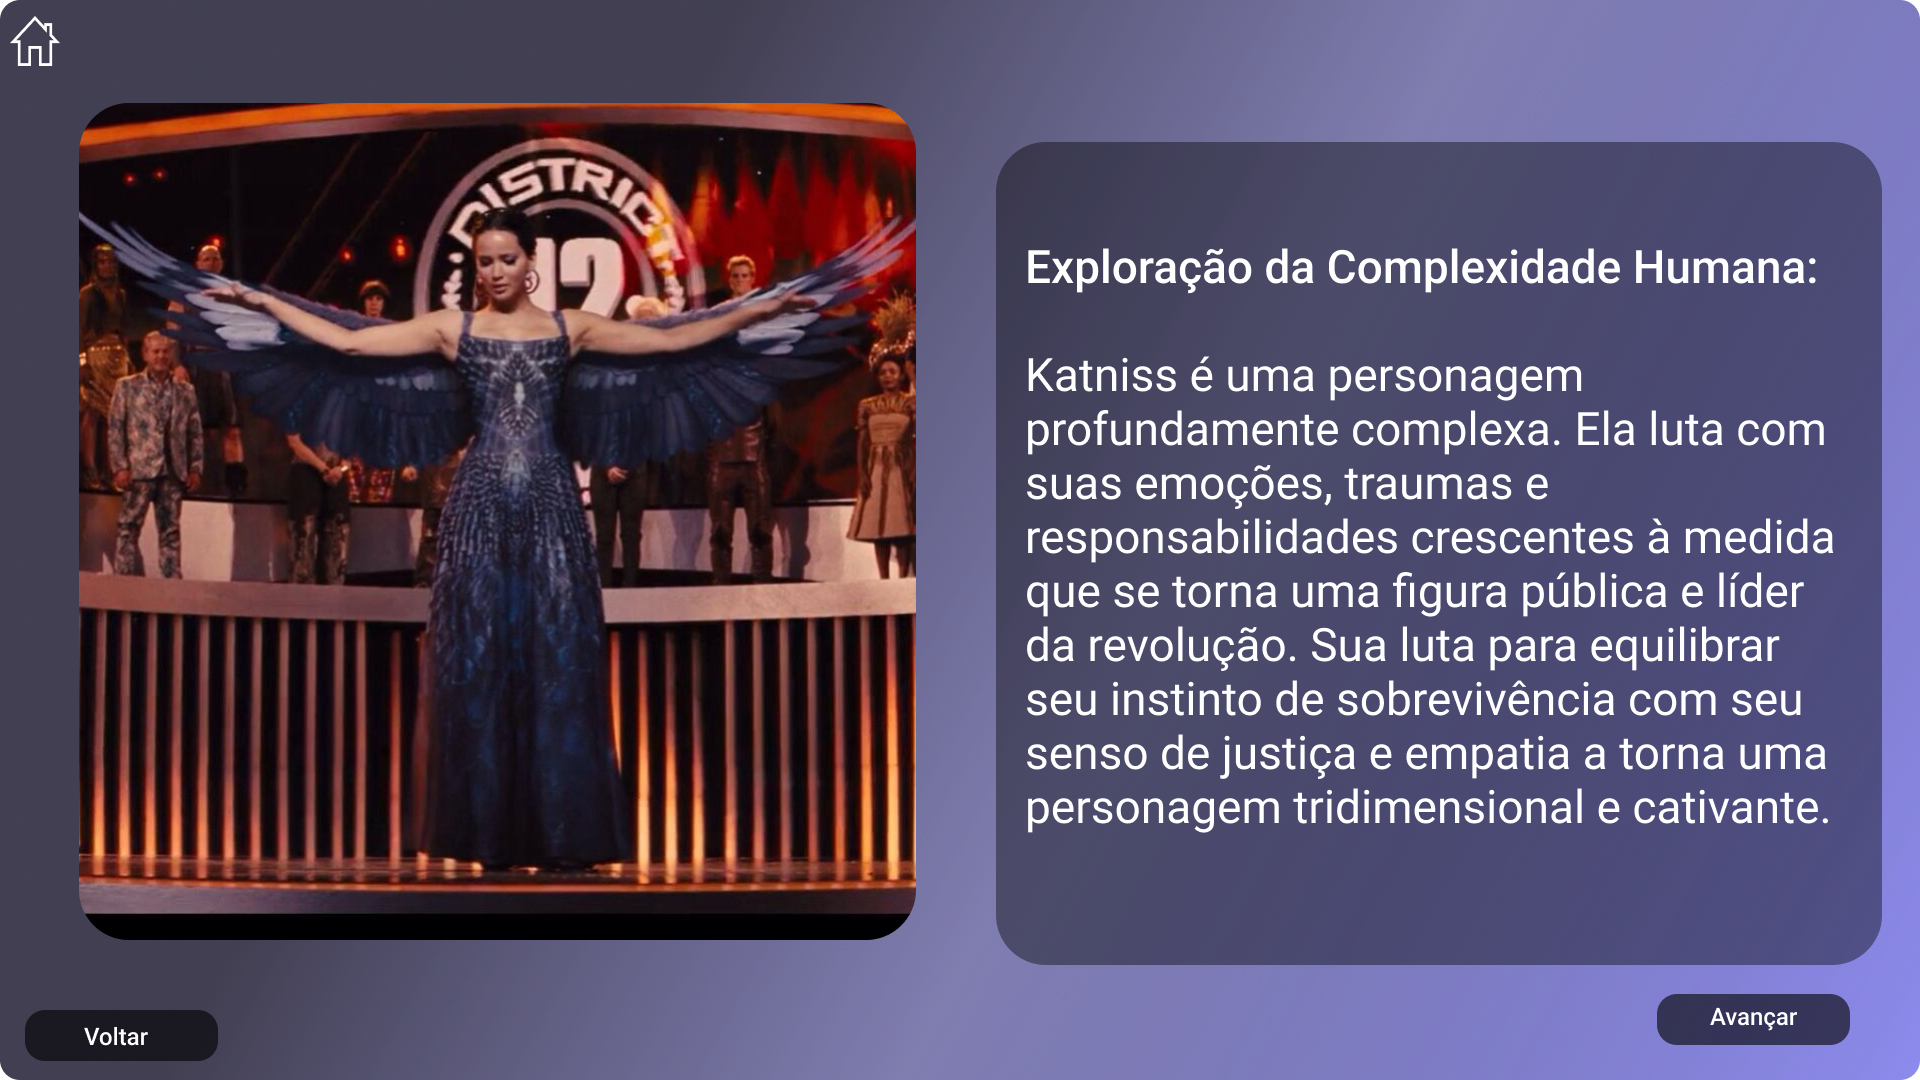 DISTRICT
12
Exploração da Complexidade Humana:
Katniss é uma personagem
profundamente complexa. Ela luta com
suas emoções, traumas e
responsabilidades crescentes à medida
que se torna uma figura pública e líder
da revolução. Sua luta para equilibrar
seu instinto de sobrevivência com seu
senso de justiça e empatia a torna uma
personagem tridimensional e cativante.
Voltar
Avançar